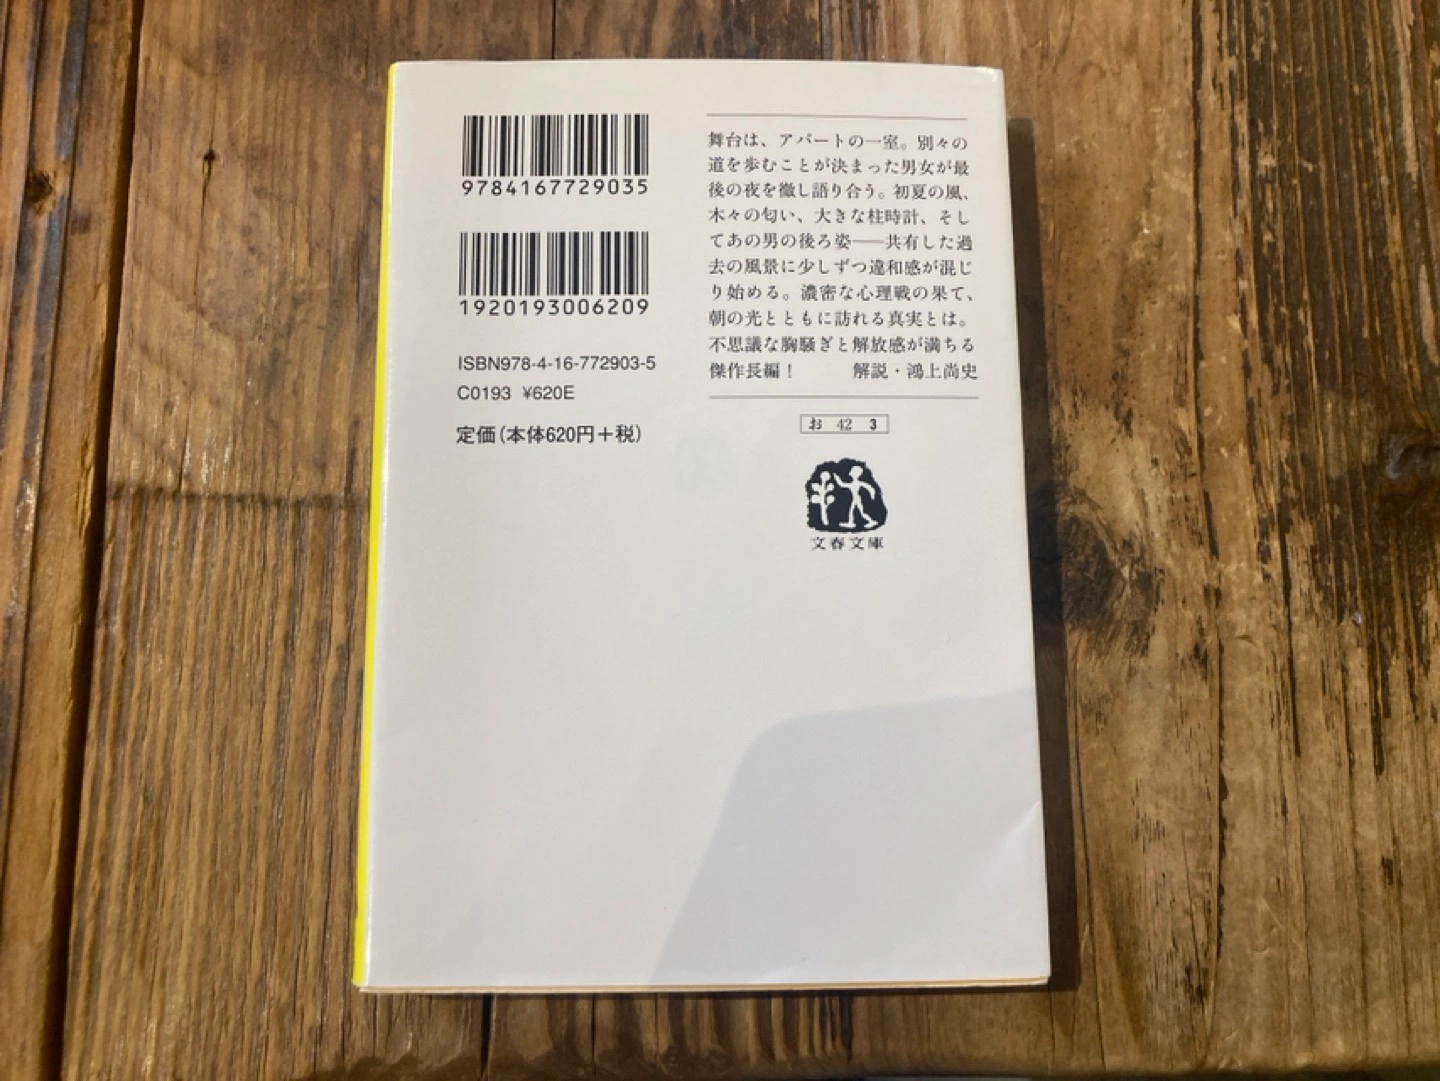 9784167729035
1920193006209
ISBN978-4-16-772903-5
C0193 ¥620E
定価(本体620円+税)
舞台は、アパートの一室。別々の
道を歩むことが決まった男女が最
後の夜を徹し語り合う。初夏の風、
木々の匂い、大きな柱時計、そし
てあの男の後ろ姿──共有した過
去の風景に少しずつ違和感が混じ
り始める。濃密な心理戦の果て、
朝の光とともに訪れる真実とは。
不思議な胸騒ぎと解放感が満ちる
傑作長編! 解説・鴻上尚史
お 42 3
文春文庫